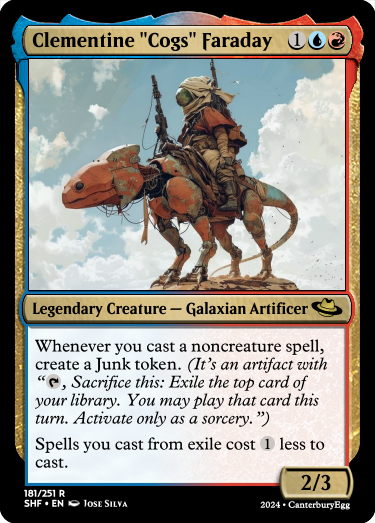 Clementine "Cogs" Faraday 1
Legendary Creature — Galaxian Artificer
Whenever you cast a noncreature spell,
create a Junk token. (It's an artifact with
“, Sacrifice this: Exile the top card of
your library. You may play that card this
turn. Activate only as a sorcery.”)
Spells you cast from exile cost 1 less to
cast.
2/3
181/251 R
SHF • EN Jose Silva
2024 • CanterburyEgg